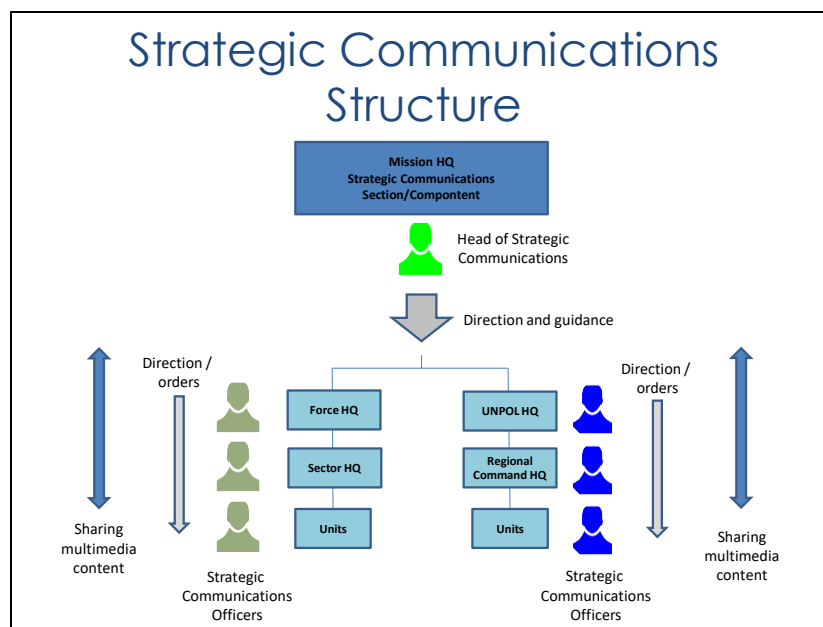 Strategic Communications
Structure
Mission HQ
Strategic Communications
Section/Compontent
Head of Strategic
Communications
Direction and guidance
Direction /
orders
Force HQ
UNPOL HQ
Direction /
orders
Sector HQ
Regional
Command HQ
Units
Units
Sharing
multimedia
content
Strategic
Communications
Officers
Strategic
Communications
Officers
Sharing
multimedia
content